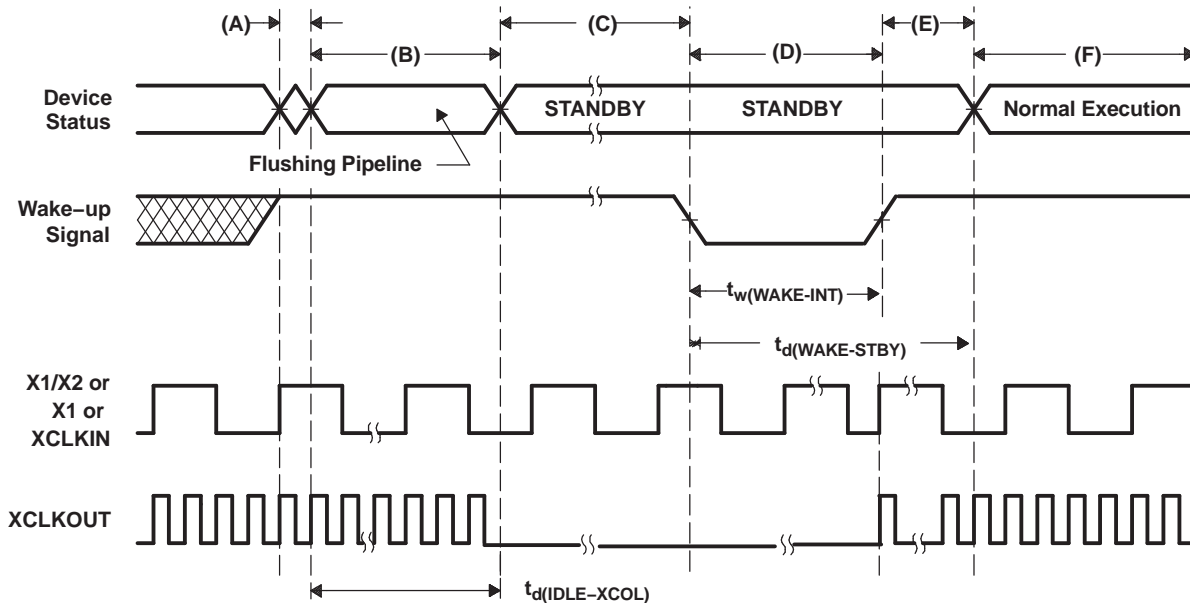 (A)
(B)
(C)
(D)
(E)
(F)
Device
Status
STANDBY
STANDBY
Normal Execution
Flushing Pipeline
Wake–up
Signal
tw(WAKE-INT)
td(WAKE-STBY)
X1/X2 or
X1 or
XCLKIN
XCLKOUT
td(IDLE–XCOL)